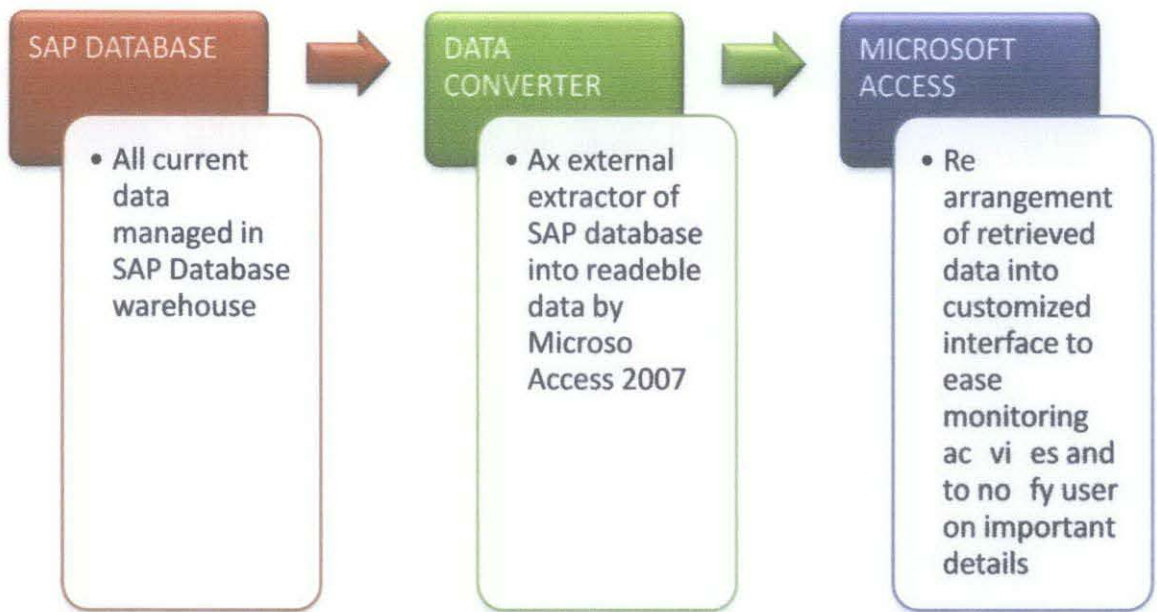 SAP DATABASE
• All current
data
managed in
SAP Database
warehouse
DATA
CONVERTER
• Ax external
extractor of
SAP database
into readeble
data by
Microso
Access 2007
MICROSOFT
ACCESS
• Re
arrangement
of retrieved
data into
customized
interface to
ease
monitoring
ac vi es and
to no fy user
on important
details